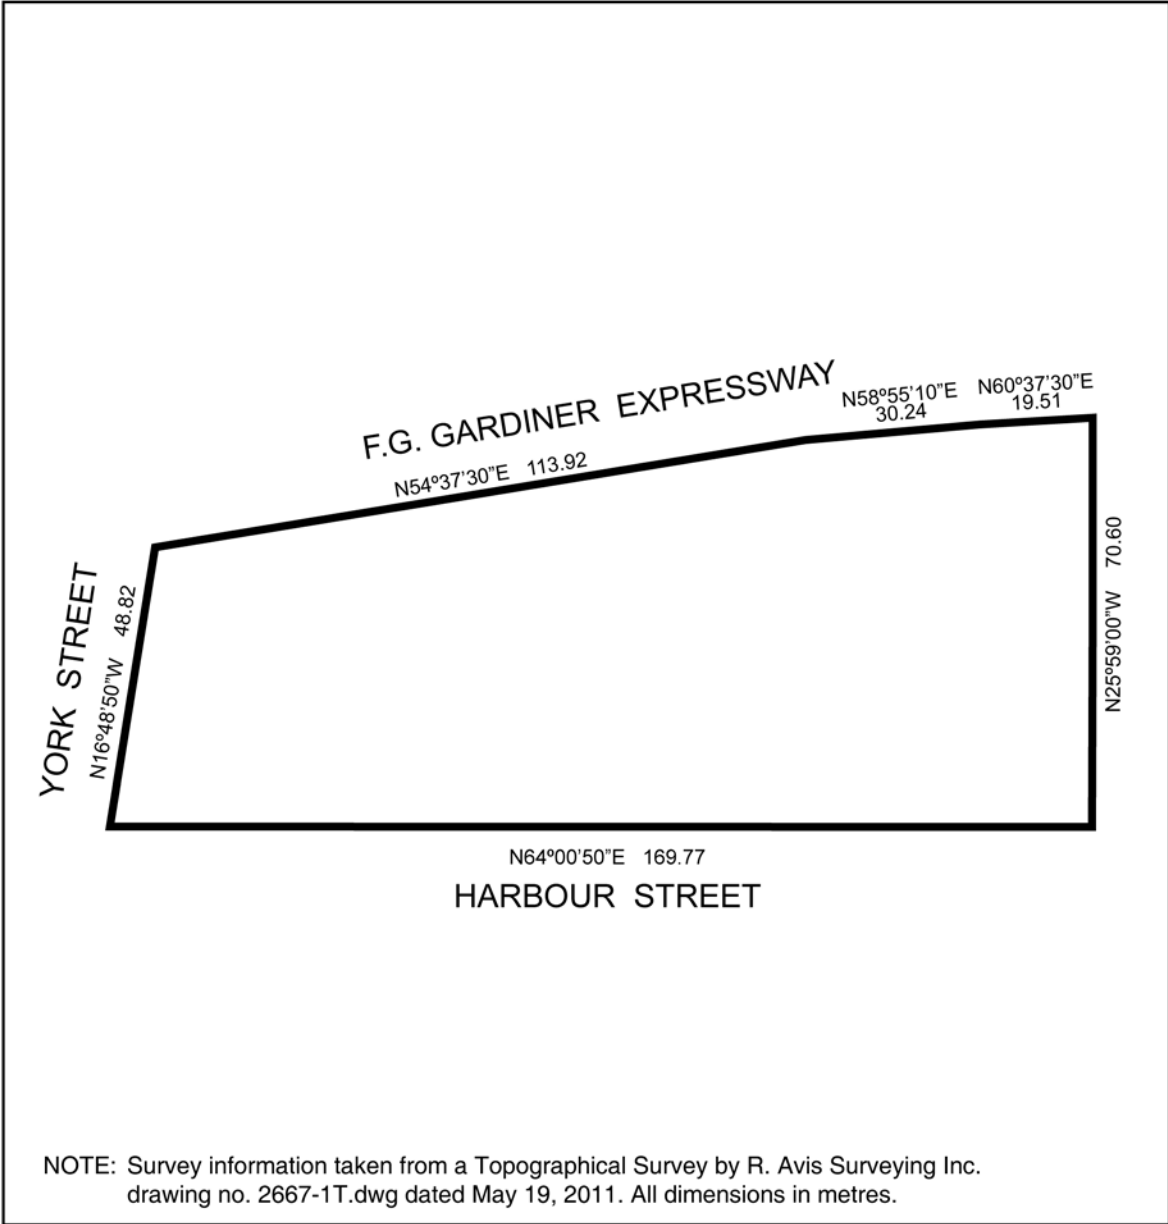 F.G. GARDINER EXPRESSWAY
N54º37'30”E 113.92
N58º55'10”E
30.24
N60º37'30”E
19.51
YORK STREET
N16º48'50”W 48.82
N25º59'00”W 70.60
N64º00'50”E 169.77
HARBOUR STREET
NOTE: Survey information taken from a Topographical Survey by R. Avis Surveying Inc.
drawing no. 2667-1T.dwg dated May 19, 2011. All dimensions in metres.